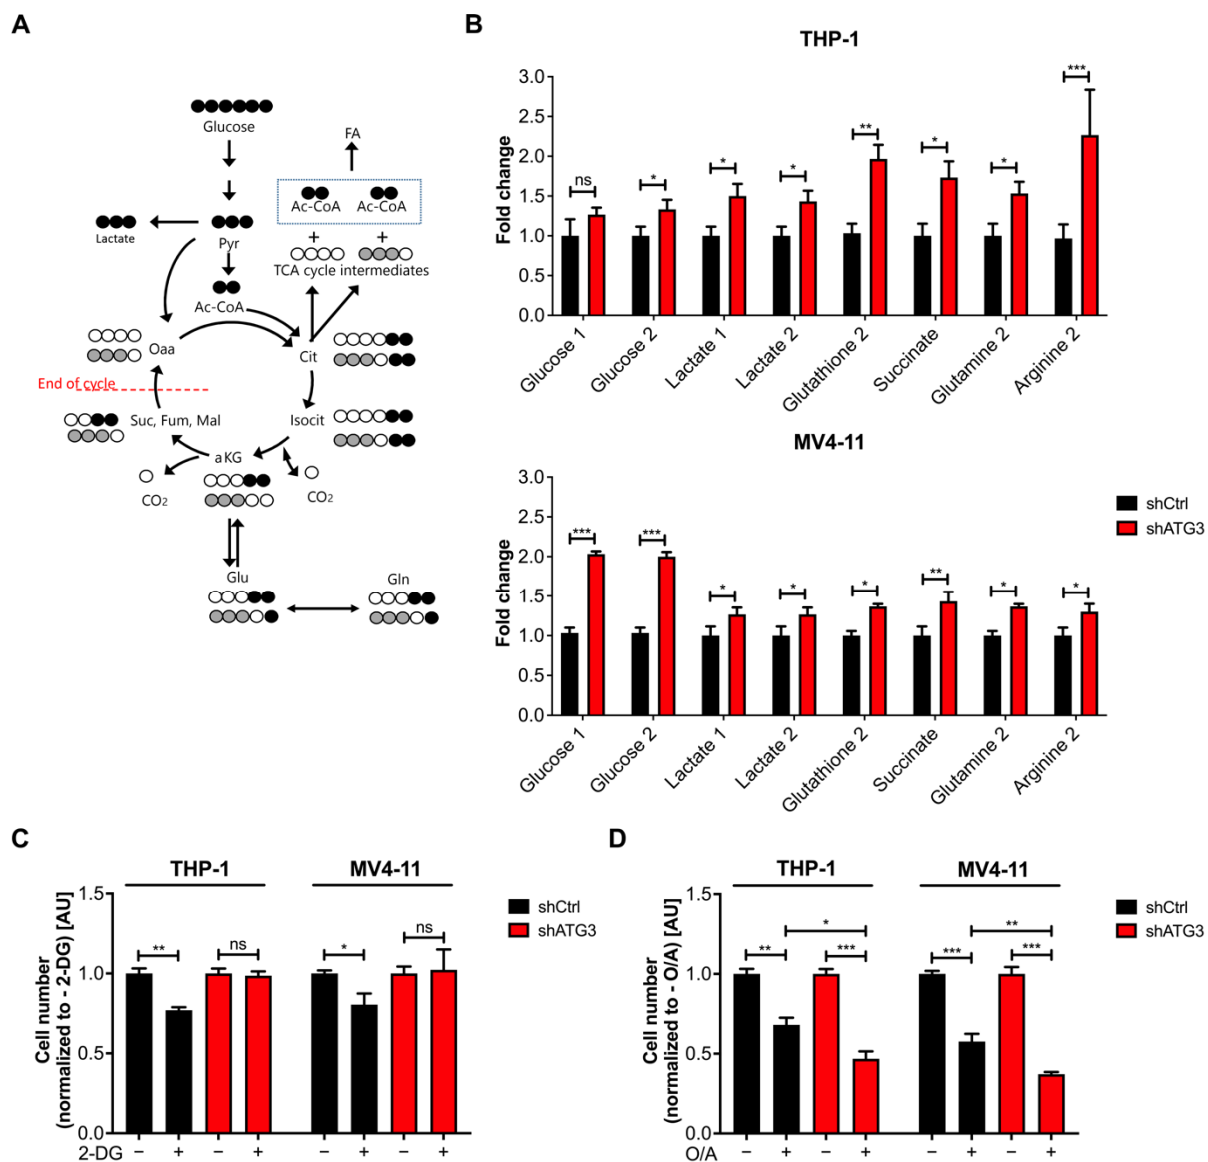 A
Glucose
FA
Ac-CoA
Ac-CoA
+
+
Lactate
Pyr
TCA cycle intermediates
Ac-CoA
Oaa
Cit
End of cycle
Suc, Fum, Mal
Isocit
aKG
CO2
CO2
Glu
Gln
B
THP-1
Fold change
3.0
2.5
2.0
1.5
1.0
0.5
0.0
ns
*
*
*
**
*
*
***
Glucose 1
Glucose 2
Lactate 1
Lactate 2
Glutathione 2
Succinate
Glutamine 2
Arginine 2
MV4-11
Fold change
3.0
2.5
2.0
1.5
1.0
0.5
0.0
***
***
*
*
*
**
*
*
Glucose 1
Glucose 2
Lactate 1
Lactate 2
Glutathione 2
Succinate
Glutamine 2
Arginine 2
shCtrl
shATG3
C
THP-1
MV4-11
Cell number
(normalized to - 2-DG) [AU]
1.5
1.0
0.5
0.0
**
ns
*
ns
2-DG − + − + − + − +
shCtrl
shATG3
D
THP-1
MV4-11
Cell number
(normalized to - O/A) [AU]
1.5
1.0
0.5
0.0
*
**
**
***
***
***
O/A − + − + − + − +
shCtrl
shATG3